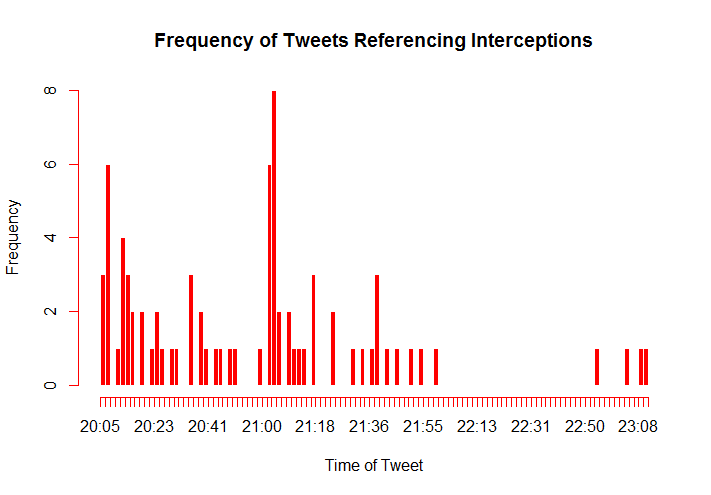 Frequency of Tweets Referencing Interceptions
Frequency
8
6
4
2
0
20:05 20:23 20:41 21:00 21:18 21:36 21:55 22:13 22:31 22:50 23:08
Time of Tweet